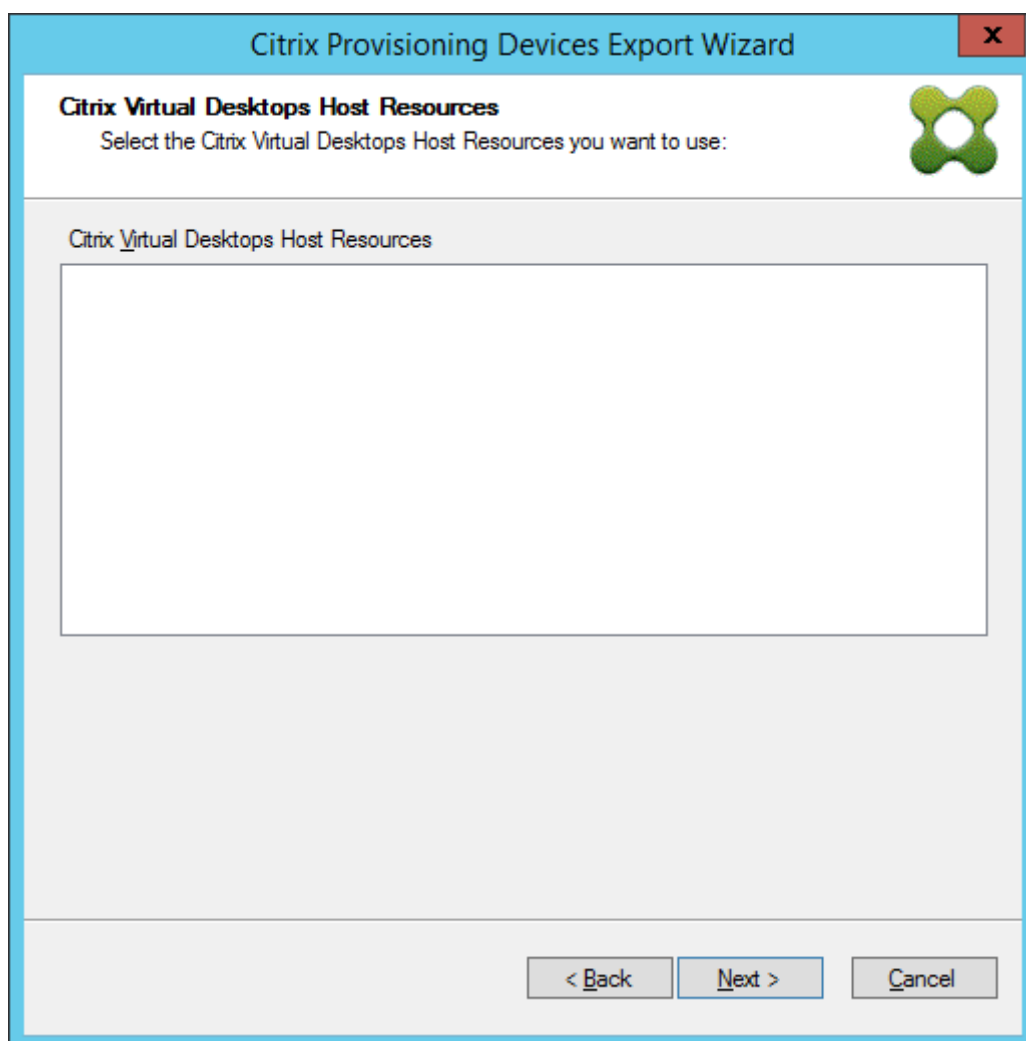 Citrix Provisioning Devices Export Wizard
x
Citrix Virtual Desktops Host Resources
Select the Citrix Virtual Desktops Host Resources you want to use:
Citrix Virtual Desktops Host Resources
< Back
Next >
Cancel